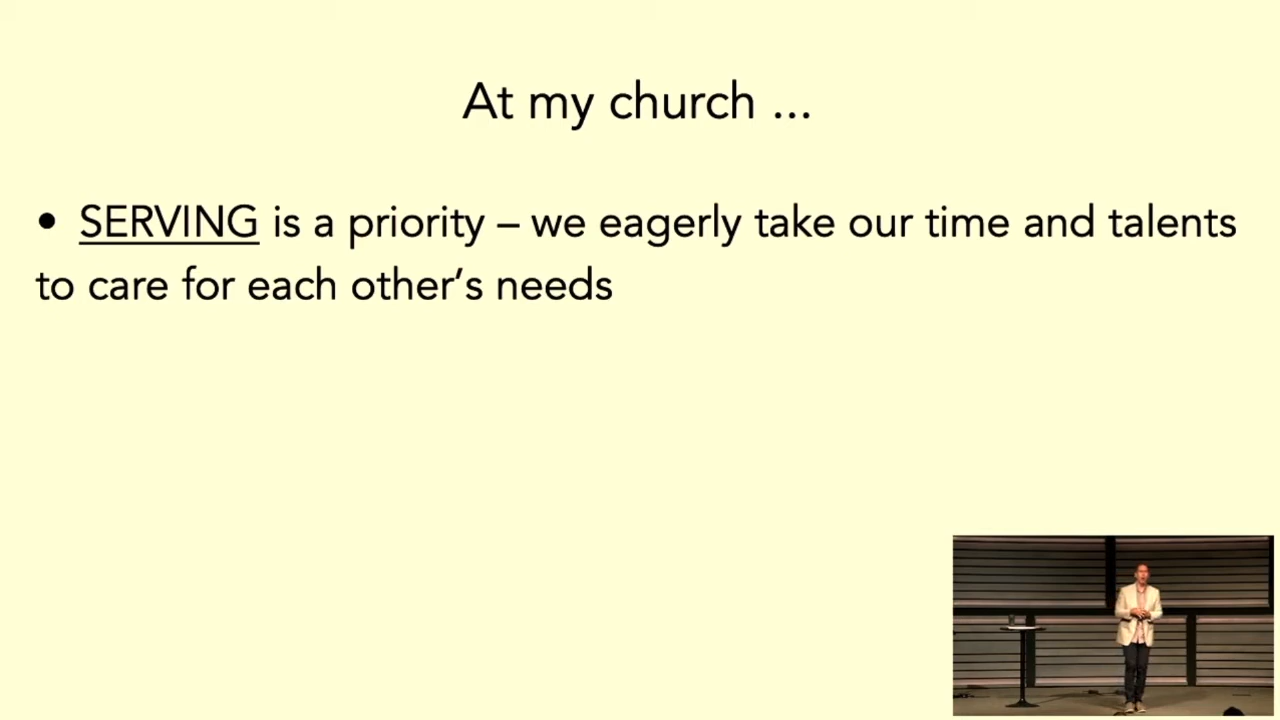 At my church ...
• SERVING is a priority – we eagerly take our time and talents
to care for each other’s needs